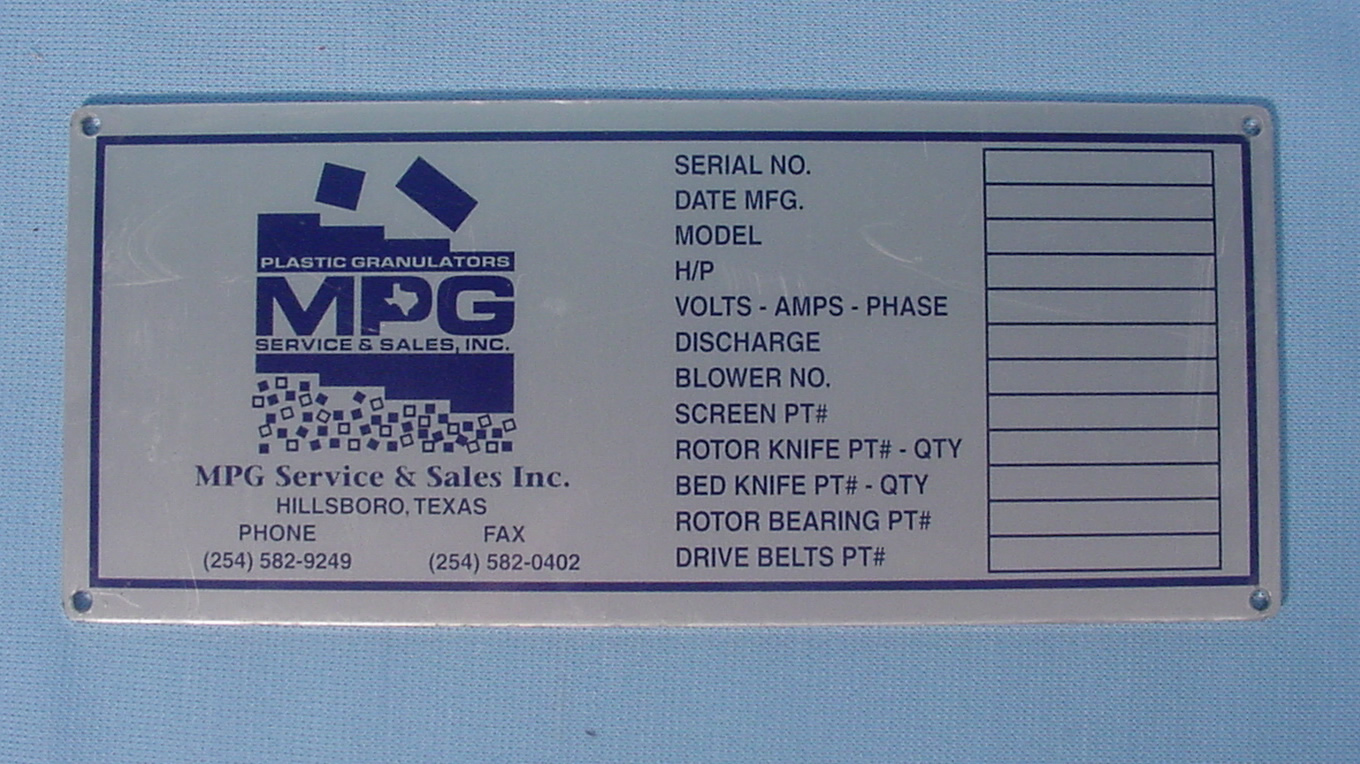 PLASTIC GRANULATORS
MPG
SERVICE & SALES, INC.
MPG Service & Sales Inc.
HILLSBORO, TEXAS
PHONE FAX
(254) 582-9249 (254) 582-0402
SERIAL NO.
DATE MFG.
MODEL
H/P
VOLTS - AMPS - PHASE
DISCHARGE
BLOWER NO.
SCREEN PT#
ROTOR KNIFE PT# - QTY
BED KNIFE PT# - QTY
ROTOR BEARING PT#
DRIVE BELTS PT#